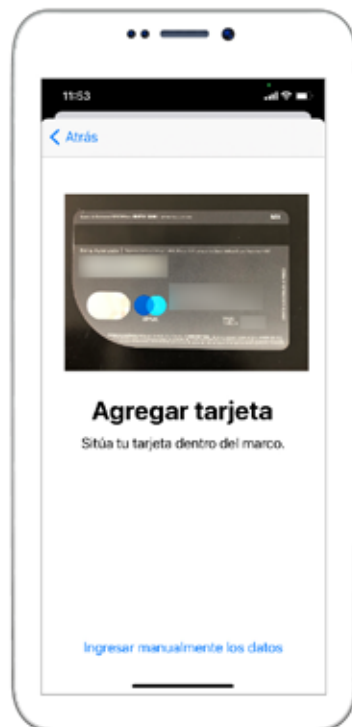 11:53
Atrás
Agregar tarjeta
Sitúa tu tarjeta dentro del marco.
Ingresar manualmente los datos